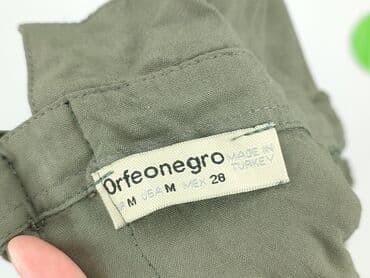 Orfeonegro
MADE IN
TURKEY
M USA M MEX 28